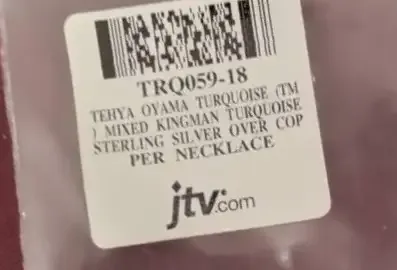 TRQ059-18
TEHYA OYAMA TURQUOISE (TM
) MIXED KINGMAN TURQUOISE
STERLING SILVER OVER COP
PER NECKLACE
jtv.com